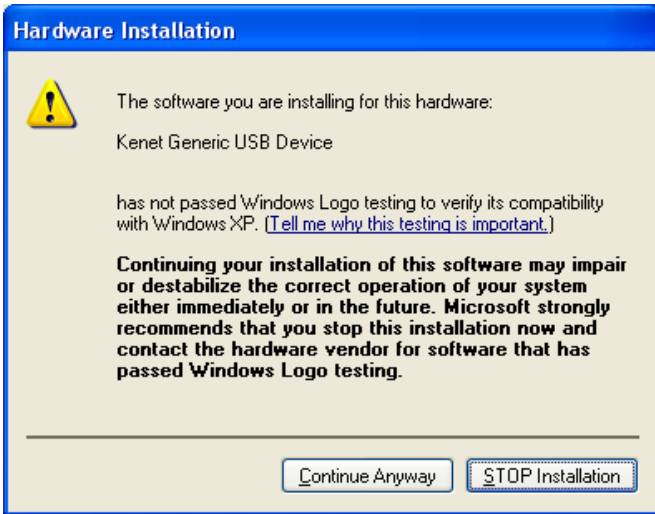 Hardware Installation
The software you are installing for this hardware:
Kenet Generic USB Device
has not passed Windows Logo testing to verify its compatibility
with Windows XP. (Tell me why this testing is important.)
Continuing your installation of this software may impair
or destabilize the correct operation of your system
either immediately or in the future. Microsoft strongly
recommends that you stop this installation now and
contact the hardware vendor for software that has
passed Windows Logo testing.
Continue Anyway STOP Installation